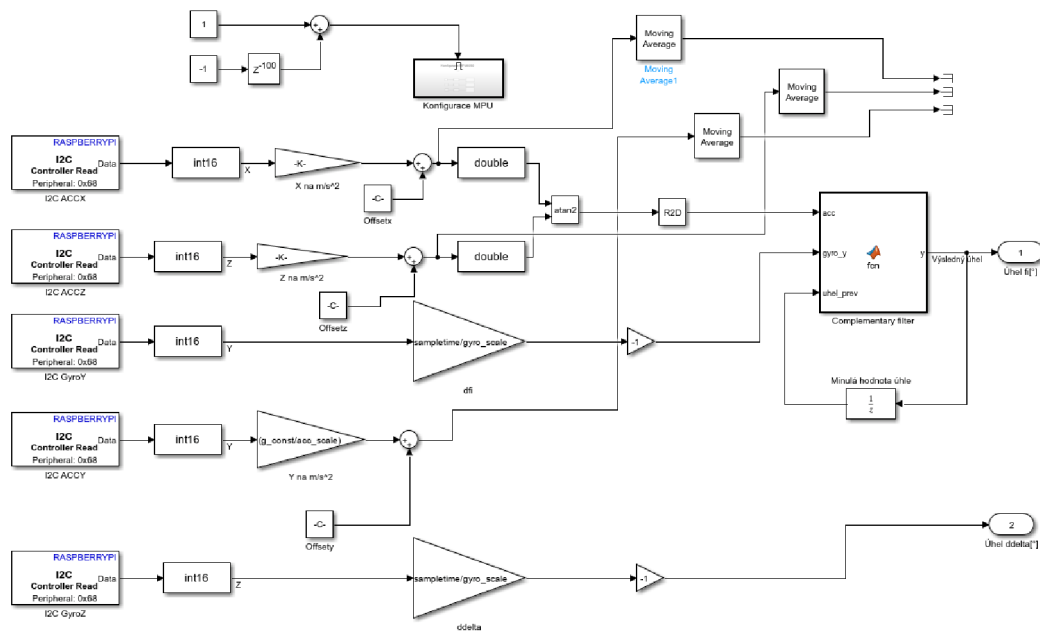 1
-1
Z-100
Konfigurace MPU
Moving
Average
Moving
Average1
Moving
Average
Moving
Average
RASPBERRYPI
I2C
Controller Read
Peripheral: 0x68
Data
I2C ACCX
int16
X
-K-
X na m/s^2
-C-
Offsetx
double
atan2
R2D
RASPBERRYPI
I2C
Controller Read
Peripheral: 0x68
Data
I2C ACCZ
int16
Z
-K-
Z na m/s^2
-C-
Offsetz
double
acc
gyro_y
uhel_prev
fcn
y
Complementary filter
Výsledný úhel
1
Úhel fi[°]
Minulá hodnota úhle
1
z
RASPBERRYPI
I2C
Controller Read
Peripheral: 0x68
Data
I2C GyroY
int16
Y
sampletime/gyro_scale
dfi
-1
RASPBERRYPI
I2C
Controller Read
Peripheral: 0x68
Data
I2C ACCY
int16
Y
(g_const/acc_scale)
Y na m/s^2
-C-
Offsety
RASPBERRYPI
I2C
Controller Read
Peripheral: 0x68
Data
I2C GyroZ
int16
Z
sampletime/gyro_scale
ddelta
-1
2
Úhel ddelta[°]